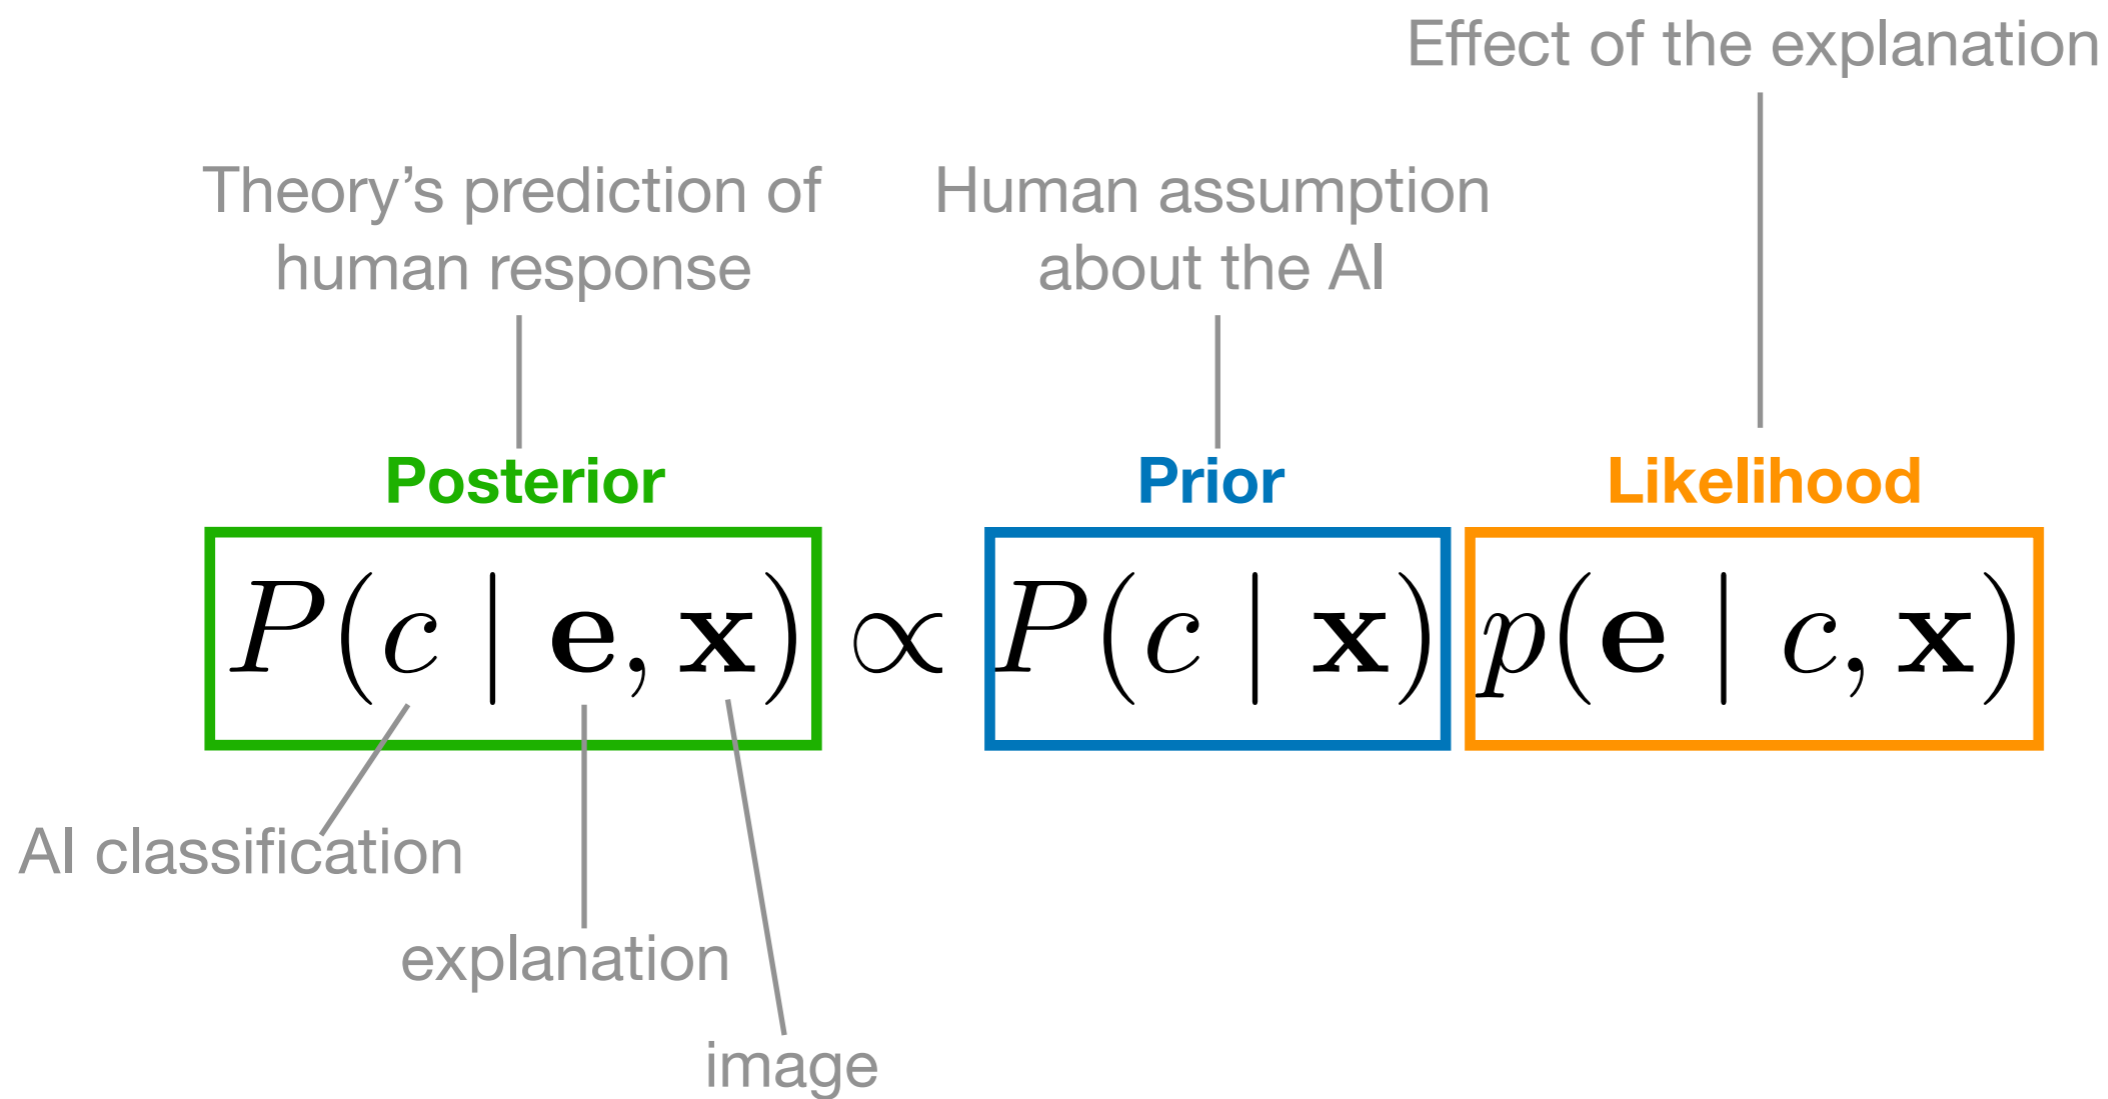 Effect of the explanation
Theory’s prediction of
human response
Human assumption
about the AI
Posterior
Prior
Likelihood
P(c | e, x) ∝ P(c | x) p(e | c, x)
AI classification
explanation
image